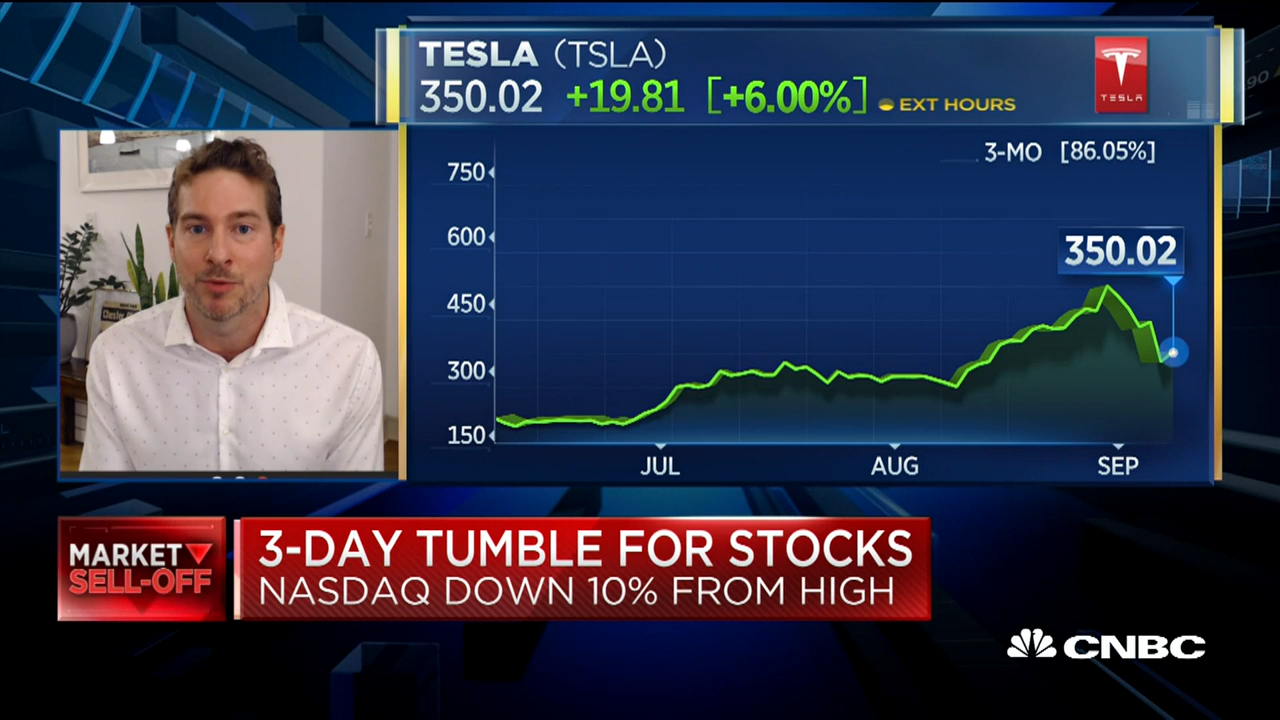 TESLA (TSLA)
350.02 +19.81 [+6.00%] EXT HOURS
TESLA
3-MO [86.05%]
750
600
450
300
150
350.02
JUL AUG SEP
MARKET
SELL-OFF
3-DAY TUMBLE FOR STOCKS
NASDAQ DOWN 10% FROM HIGH
CNBC